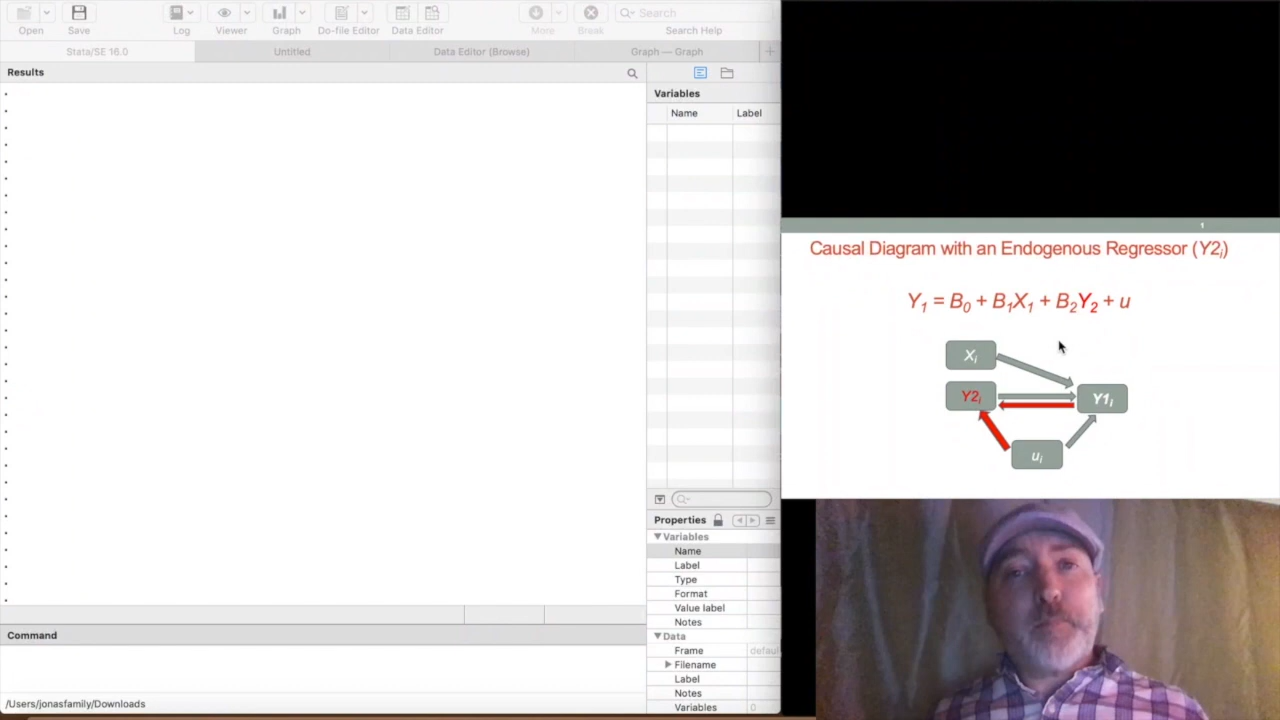 Search
Open
Save
Log
Viewer
Graph
Do-file Editor
Data Editor
More
Break
Search Help
Stata/SE 16.0
Untitled
Data Editor (Browse)
Graph — Graph
Results
Variables
Name
Label
Properties
Variables
Name
Label
Type
Format
Value label
Notes
Data
Frame
defaul
Filename
Label
Notes
Variables
0
Command
/Users/jonasfamily/Downloads
1
Causal Diagram with an Endogenous Regressor (Y2i)
Y1 = B0 + B1X1 + B2Y2 + u
Xi
Y2i
Y1i
ui